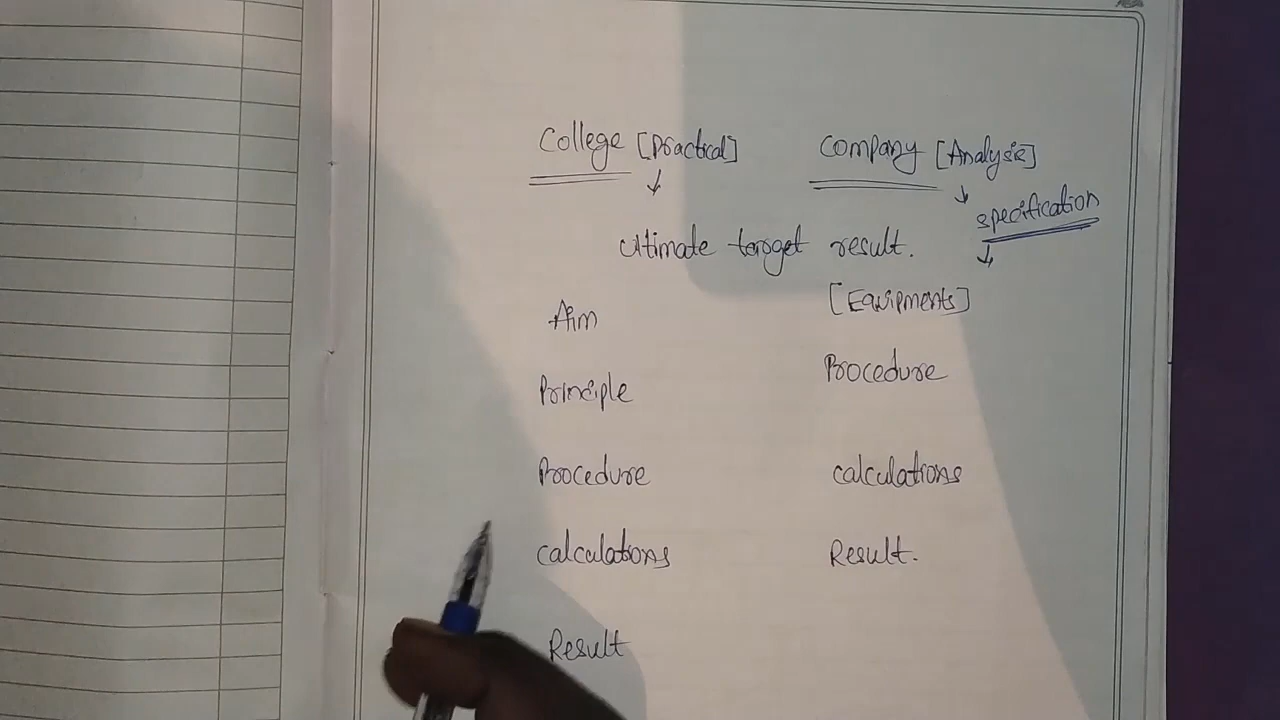 College [Practical] Company [Analysis]
specification
Ultimate target result.
[Equipments]
Aim
Procedure
Principle
Procedure calculations
calculations Result.
Result